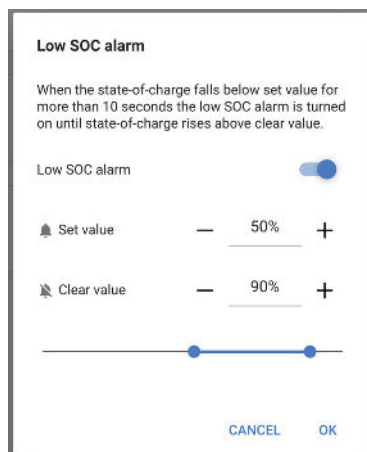 Low SOC alarm
When the state-of-charge falls below set value for
more than 10 seconds the low SOC alarm is turned
on until state-of-charge rises above clear value.
Low SOC alarm
Set value — 50% +
Clear value — 90% +
CANCEL OK